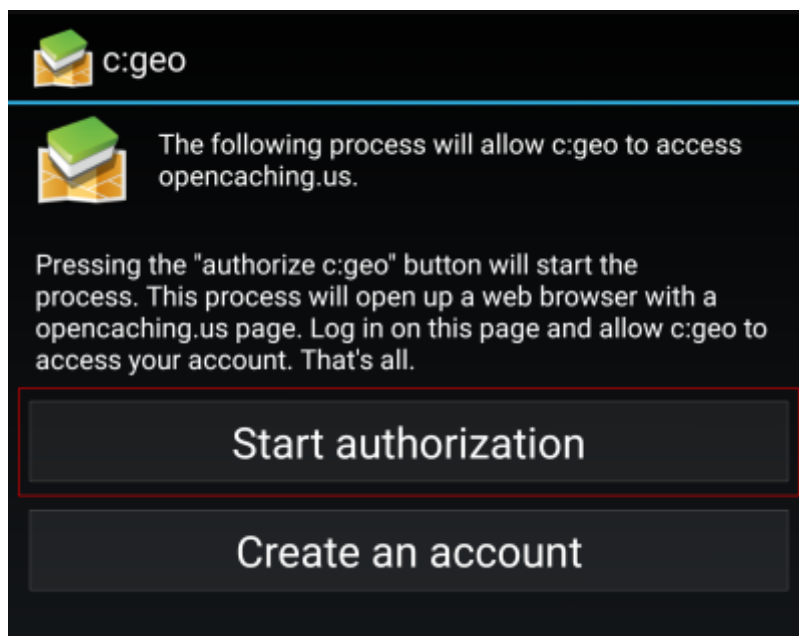 c:geo
The following process will allow c:geo to access
opencaching.us.
Pressing the "authorize c:geo" button will start the
process. This process will open up a web browser with a
opencaching.us page. Log in on this page and allow c:geo to
access your account. That's all.
Start authorization
Create an account